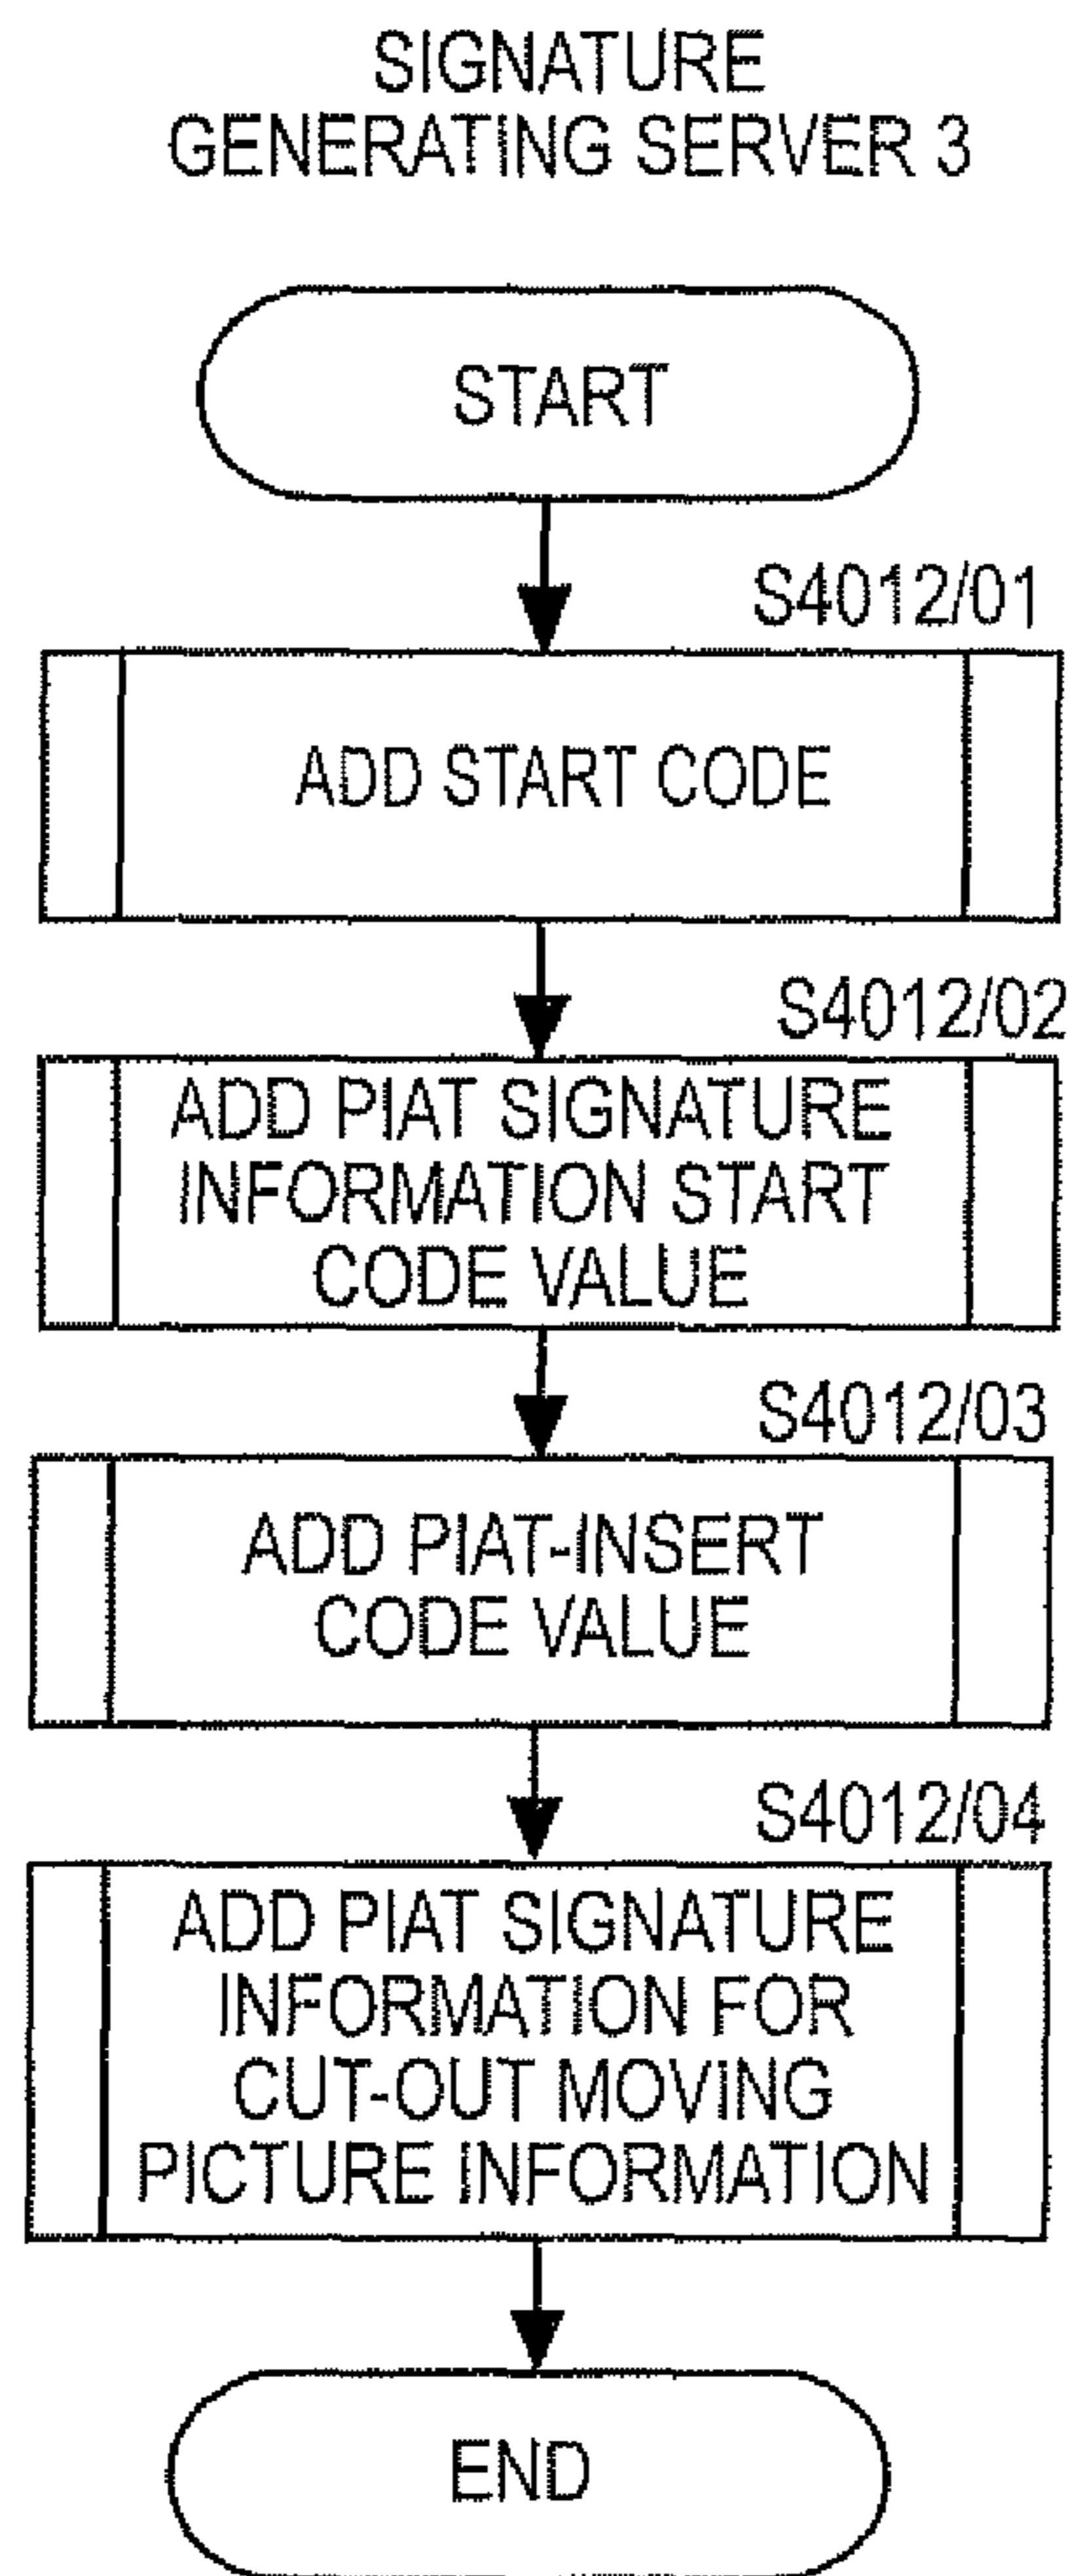 SIGNATURE
GENERATING SERVER 3
START
S4012/01
ADD START CODE
S4012/02
ADD PIAT SIGNATURE
INFORMATION START
CODE VALUE
S4012/03
ADD PIAT-INSERT
CODE VALUE
S4012/04
ADD PIAT SIGNATURE
INFORMATION FOR
CUT-OUT MOVING
PICTURE INFORMATION
END